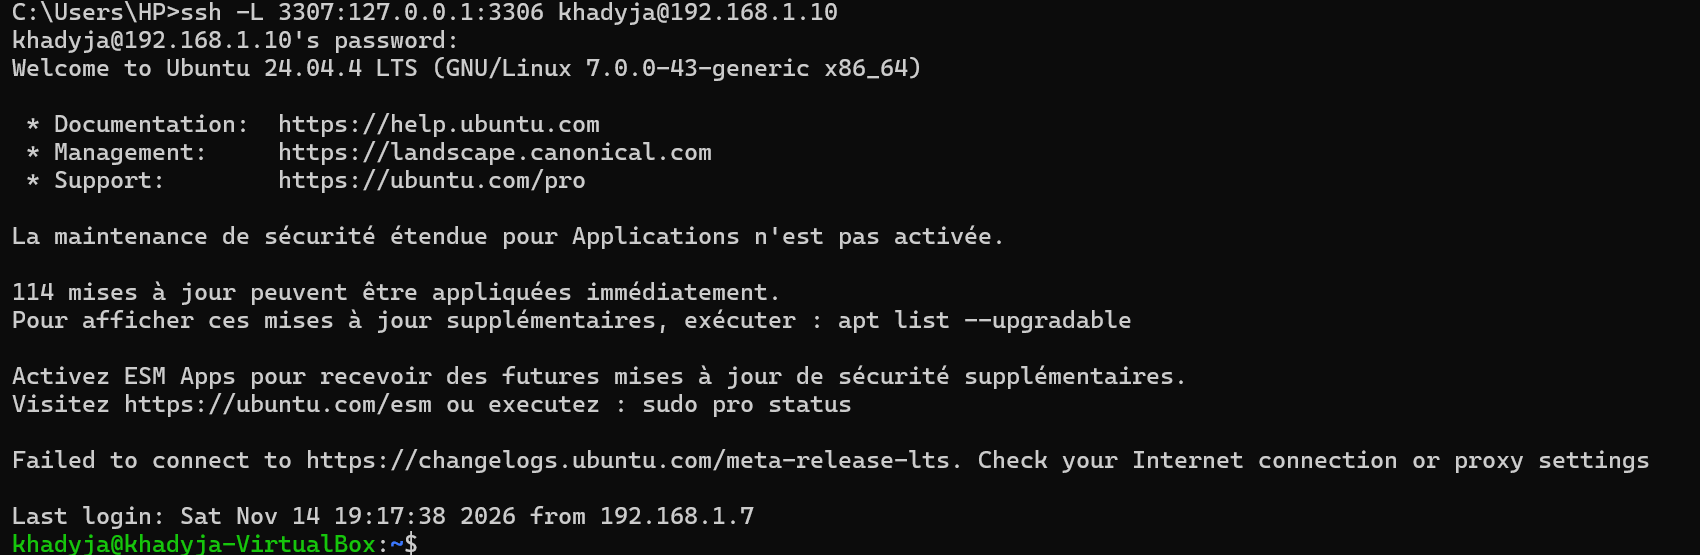 C:\Users\HP>ssh -L 3307:127.0.0.1:3306 khadyja@192.168.1.10
khadyja@192.168.1.10's password:
Welcome to Ubuntu 24.04.4 LTS (GNU/Linux 7.0.0-43-generic x86_64)

 * Documentation:  https://help.ubuntu.com
 * Management:     https://landscape.canonical.com
 * Support:        https://ubuntu.com/pro

La maintenance de sécurité étendue pour Applications n'est pas activée.

114 mises à jour peuvent être appliquées immédiatement.
Pour afficher ces mises à jour supplémentaires, exécuter : apt list --upgradable

Activez ESM Apps pour recevoir des futures mises à jour de sécurité supplémentaires.
Visitez https://ubuntu.com/esm ou executez : sudo pro status

Failed to connect to https://changelogs.ubuntu.com/meta-release-lts. Check your Internet connection or proxy settings

Last login: Sat Nov 14 19:17:38 2026 from 192.168.1.7
khadyja@khadyja-VirtualBox:~$